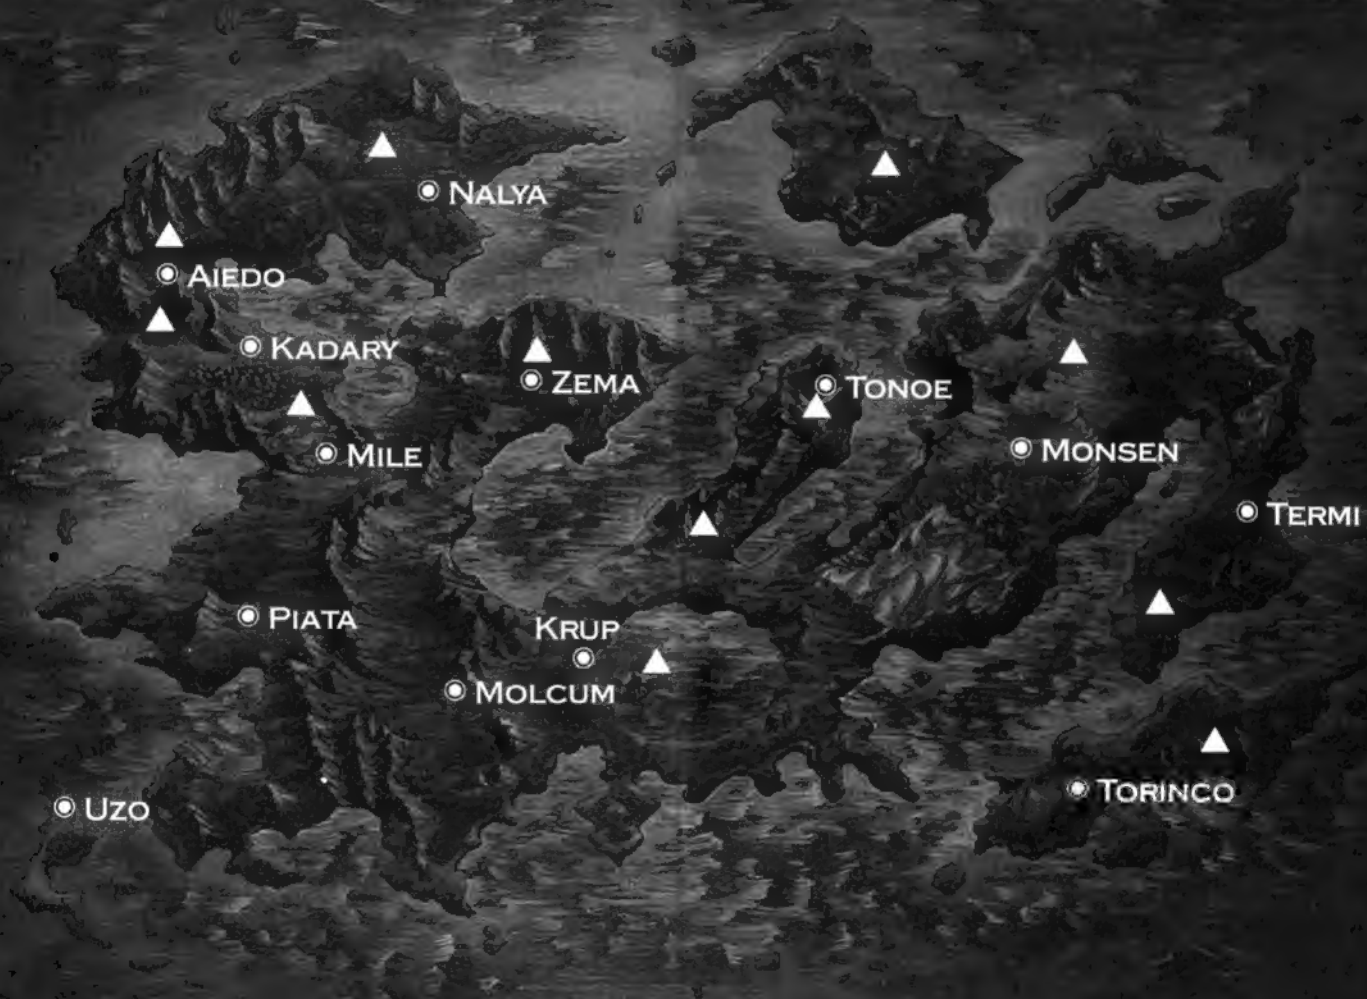 NALYA
AIEDO
KADARY
ZEMA
TONOE
MILE
MONSEN
TERMI
PIATA
KRUP
MOLCUM
TORINCO
UZO